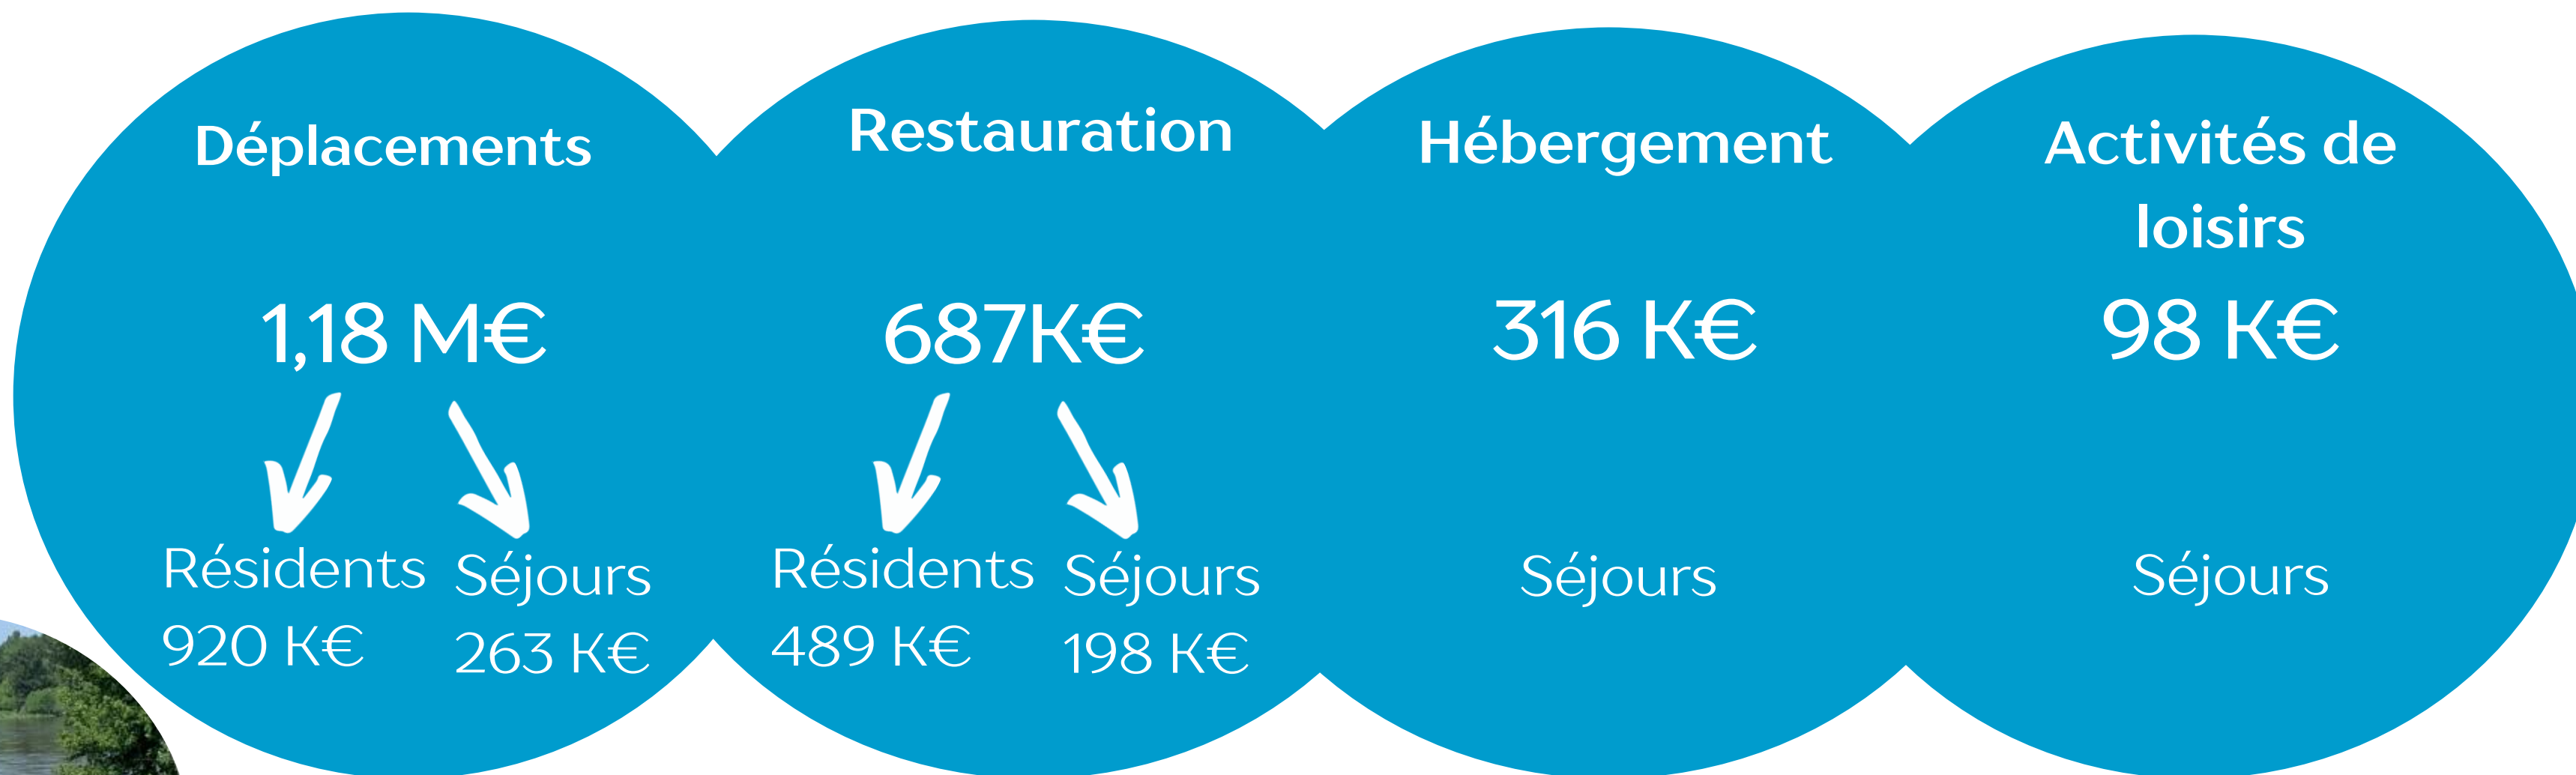 Déplacements
1,18 M€
Résidents
920 K€
Séjours
263 K€
Restauration
687K€
Résidents
489 K€
Séjours
198 K€
Hébergement
316 K€
Séjours
Activités de
loisirs
98 K€
Séjours